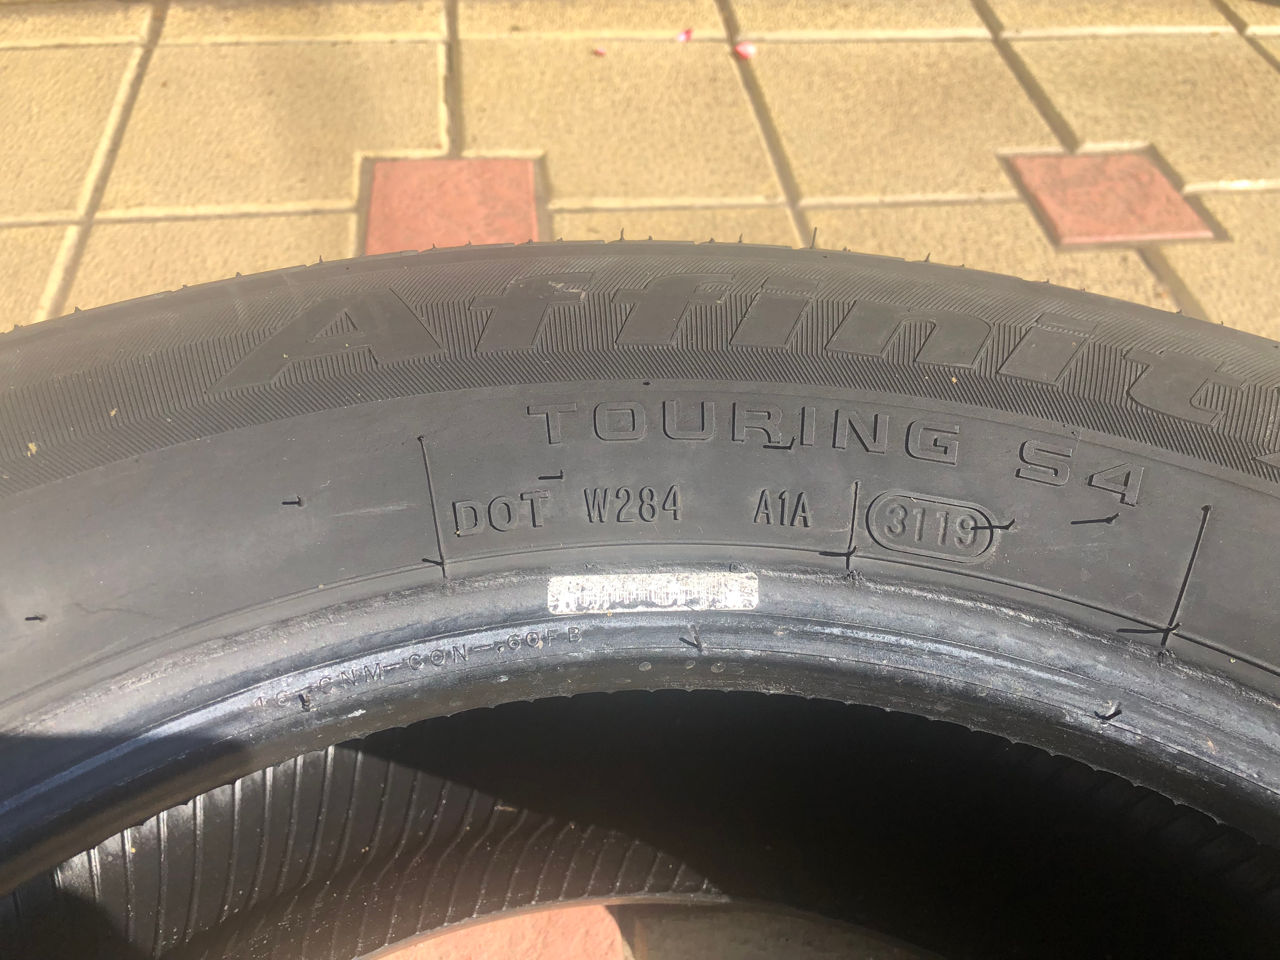 Affinit
TOURING S4
DOT W284 A1A 3119